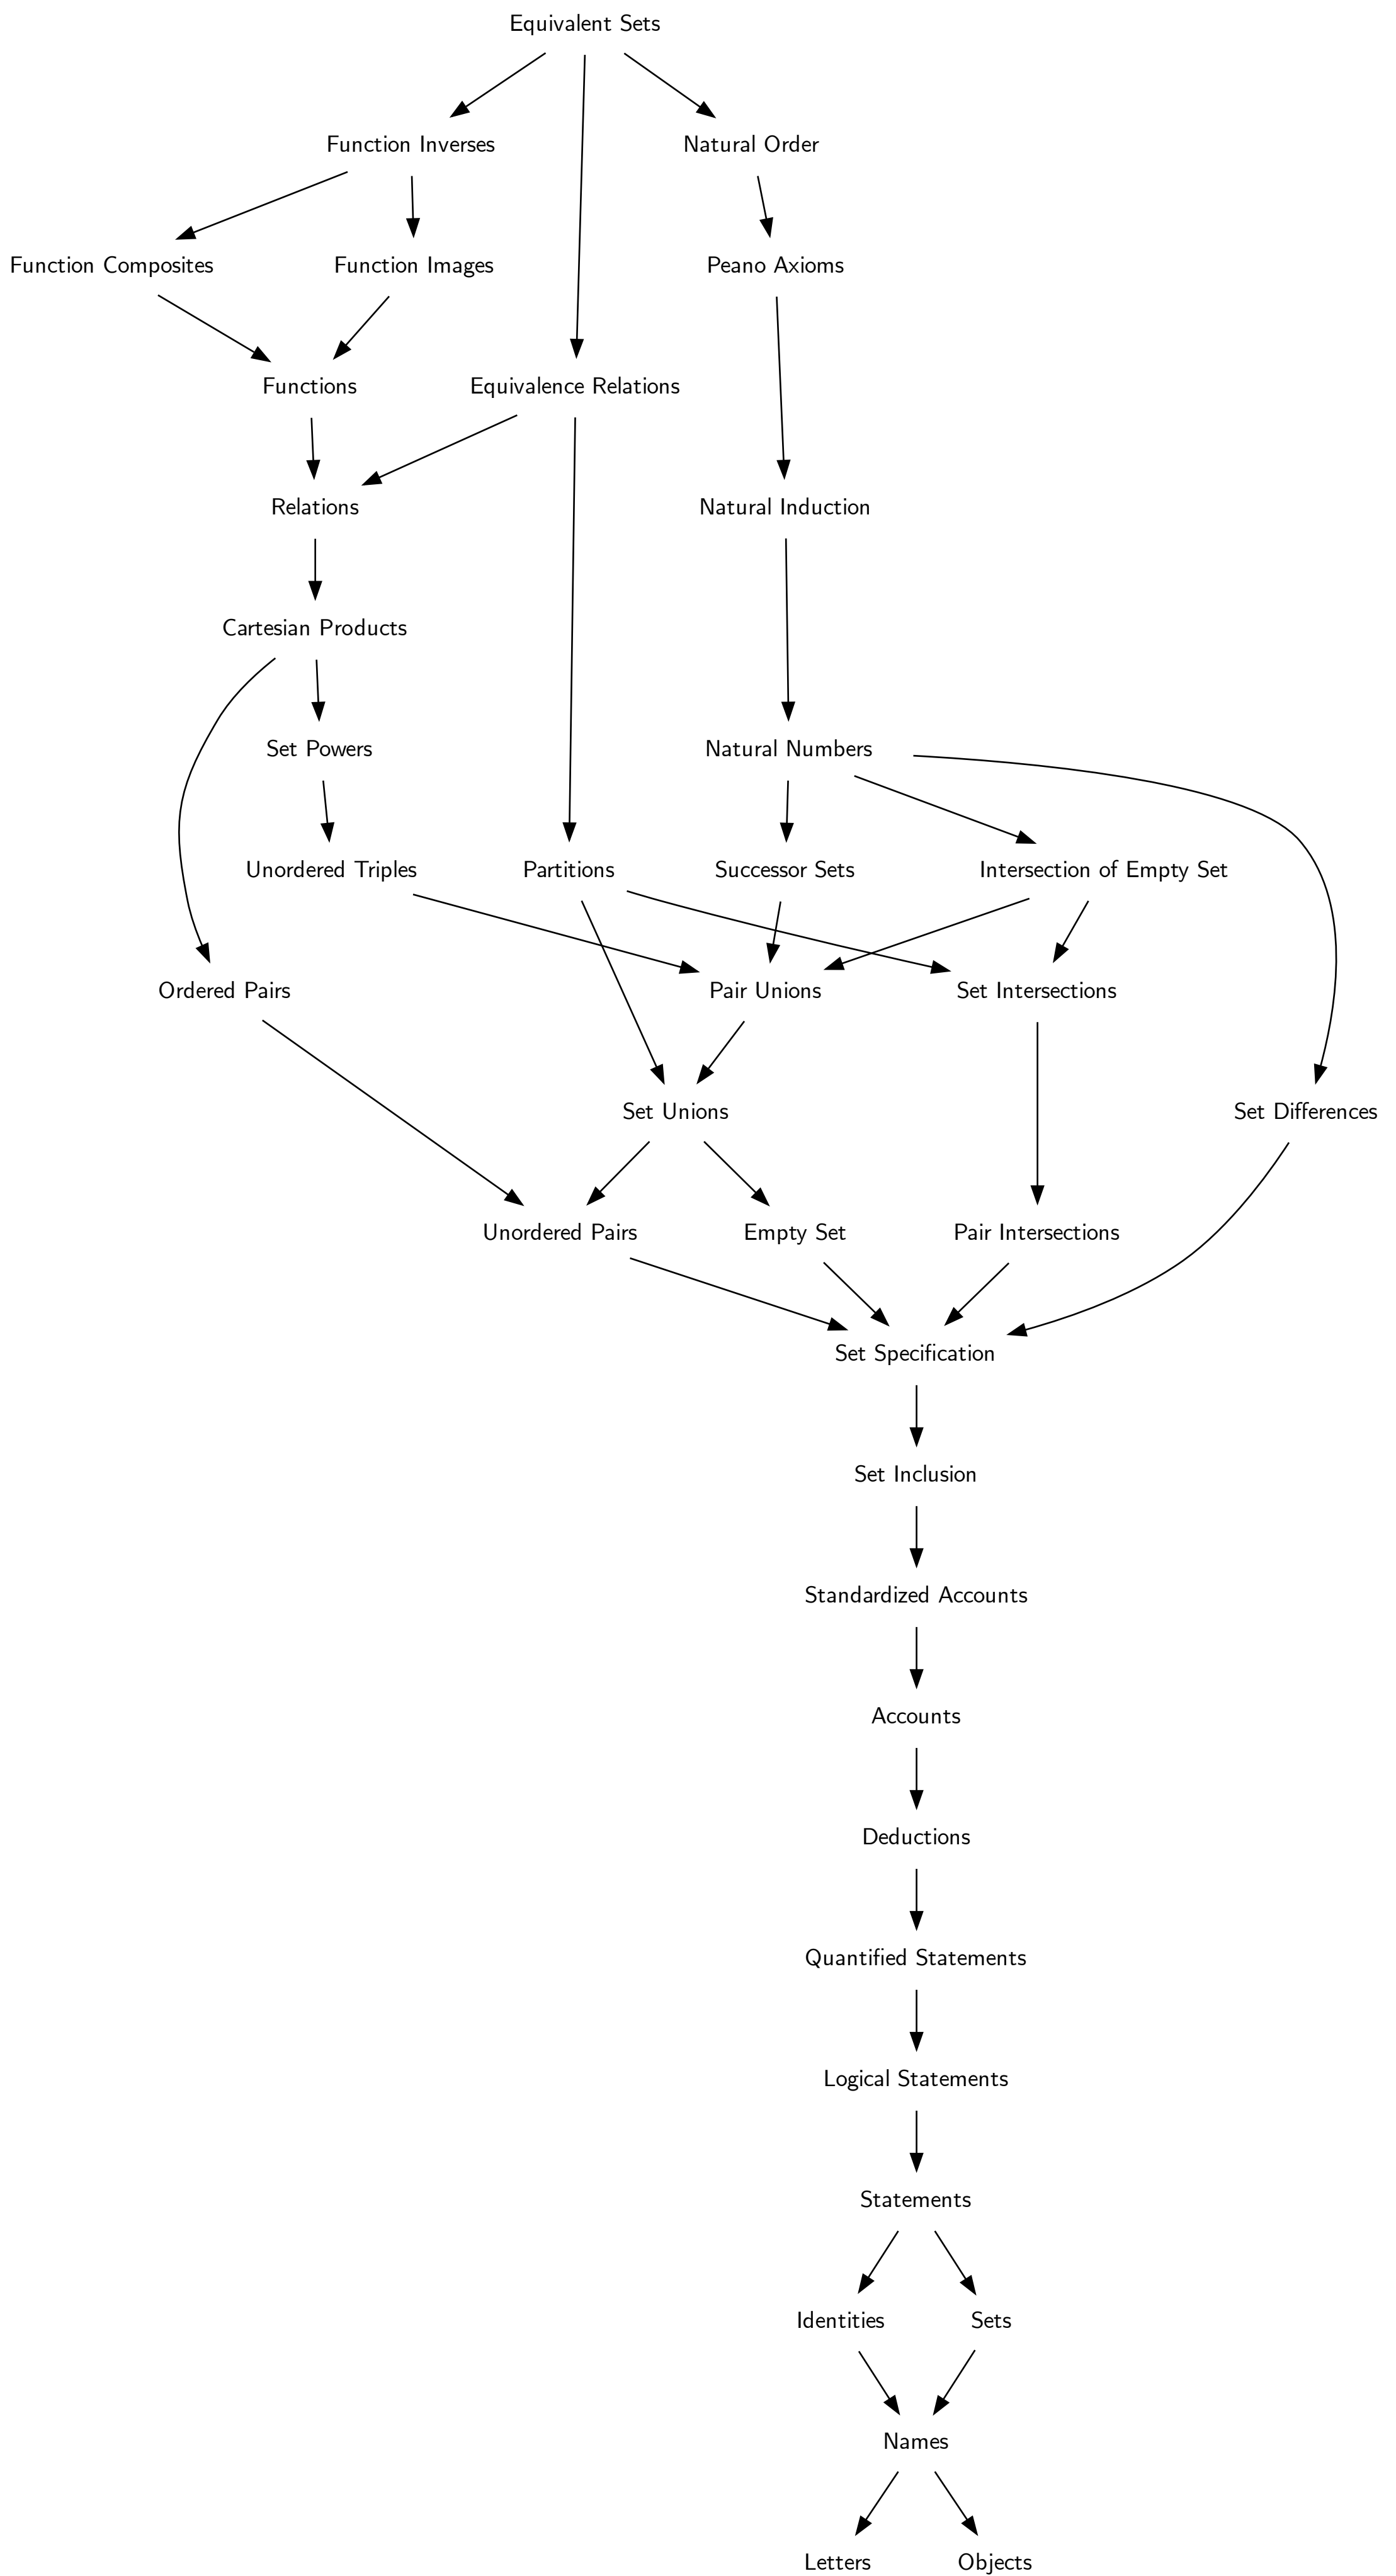 Equivalent Sets
Function Inverses
Natural Order
Function Composites
Function Images
Peano Axioms
Functions
Equivalence Relations
Relations
Natural Induction
Cartesian Products
Set Powers
Natural Numbers
Unordered Triples
Partitions
Successor Sets
Intersection of Empty Set
Ordered Pairs
Pair Unions
Set Intersections
Set Unions
Set Differences
Unordered Pairs
Empty Set
Pair Intersections
Set Specification
Set Inclusion
Standardized Accounts
Accounts
Deductions
Quantified Statements
Logical Statements
Statements
Identities
Sets
Names
Letters
Objects